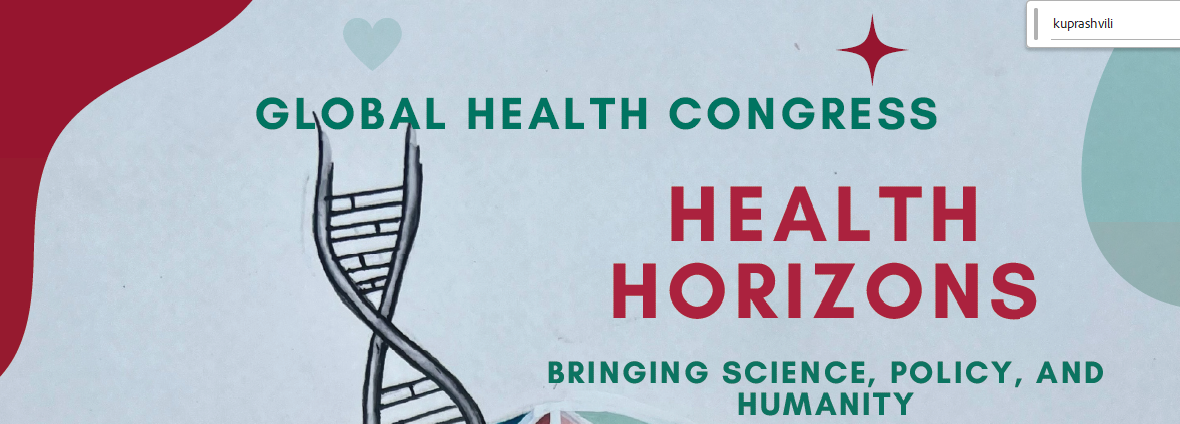 kuprashvili
GLOBAL HEALTH CONGRESS
HEALTH
HORIZONS
BRINGING SCIENCE, POLICY, AND
HUMANITY